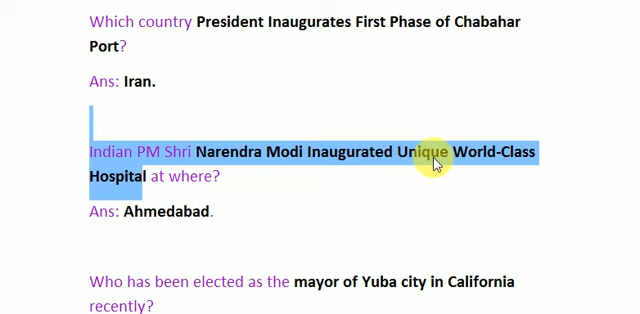 Which country President Inaugurates First Phase of Chabahar
Port?
Ans: Iran.
Indian PM Shri Narendra Modi Inaugurated Unique World-Class
Hospital at where?
Ans: Ahmedabad.
Who has been elected as the mayor of Yuba city in California
recently?